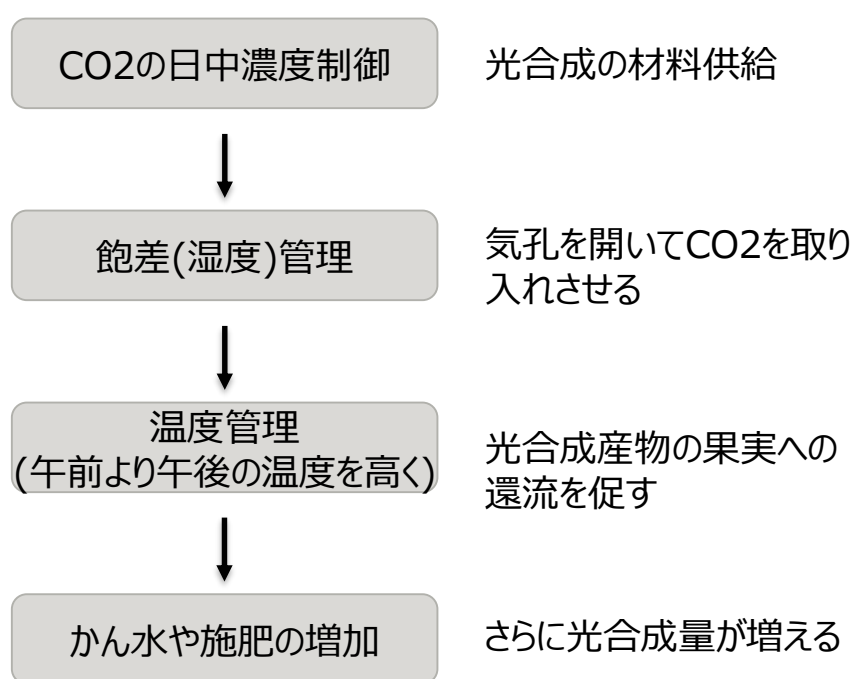 CO2の日中濃度制御
光合成の材料供給
飽差(湿度)管理
気孔を開いてCO2を取り
入れさせる
温度管理
(午前より午後の温度を高く)
光合成産物の果実への
還流を促す
かん水や施肥の増加
さらに光合成量が増える